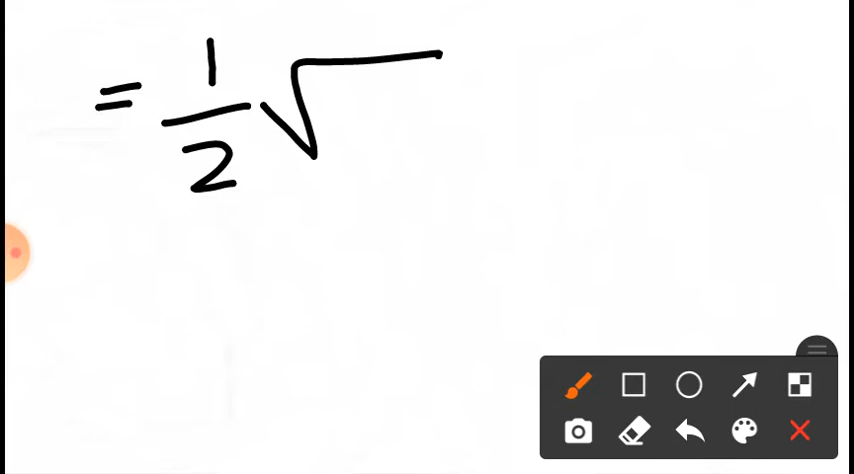 = 1/2 √